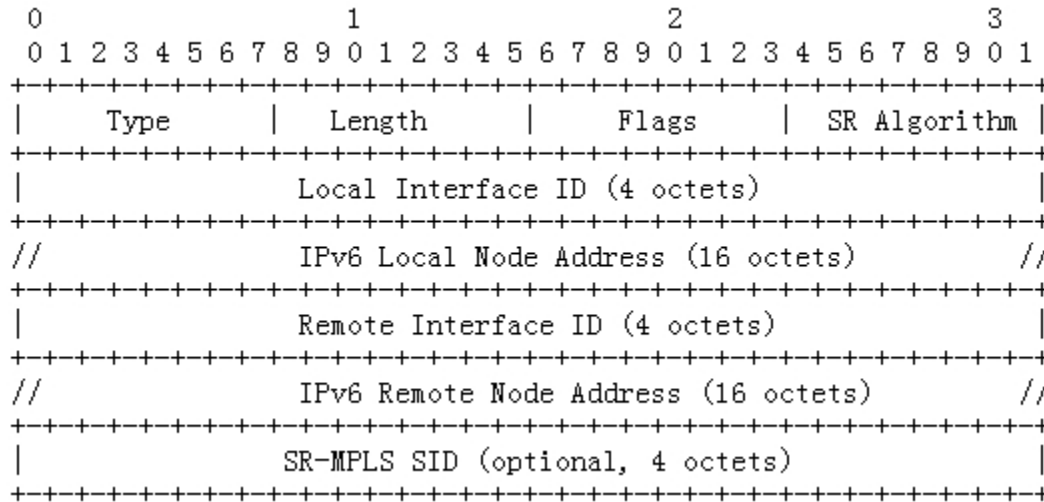 0                   1                   2                   3
0 1 2 3 4 5 6 7 8 9 0 1 2 3 4 5 6 7 8 9 0 1 2 3 4 5 6 7 8 9 0 1
+-+-+-+-+-+-+-+-+-+-+-+-+-+-+-+-+-+-+-+-+-+-+-+-+-+-+-+-+-+-+-+-+
|     Type      |   Length      |     Flags     |  SR Algorithm |
+-+-+-+-+-+-+-+-+-+-+-+-+-+-+-+-+-+-+-+-+-+-+-+-+-+-+-+-+-+-+-+-+
|                 Local Interface ID (4 octets)                 |
+-+-+-+-+-+-+-+-+-+-+-+-+-+-+-+-+-+-+-+-+-+-+-+-+-+-+-+-+-+-+-+-+
//                IPv6 Local Node Address (16 octets)          //
+-+-+-+-+-+-+-+-+-+-+-+-+-+-+-+-+-+-+-+-+-+-+-+-+-+-+-+-+-+-+-+-+
|                 Remote Interface ID (4 octets)                |
+-+-+-+-+-+-+-+-+-+-+-+-+-+-+-+-+-+-+-+-+-+-+-+-+-+-+-+-+-+-+-+-+
//                IPv6 Remote Node Address (16 octets)         //
+-+-+-+-+-+-+-+-+-+-+-+-+-+-+-+-+-+-+-+-+-+-+-+-+-+-+-+-+-+-+-+-+
|                SR-MPLS SID (optional, 4 octets)               |
+-+-+-+-+-+-+-+-+-+-+-+-+-+-+-+-+-+-+-+-+-+-+-+-+-+-+-+-+-+-+-+-+